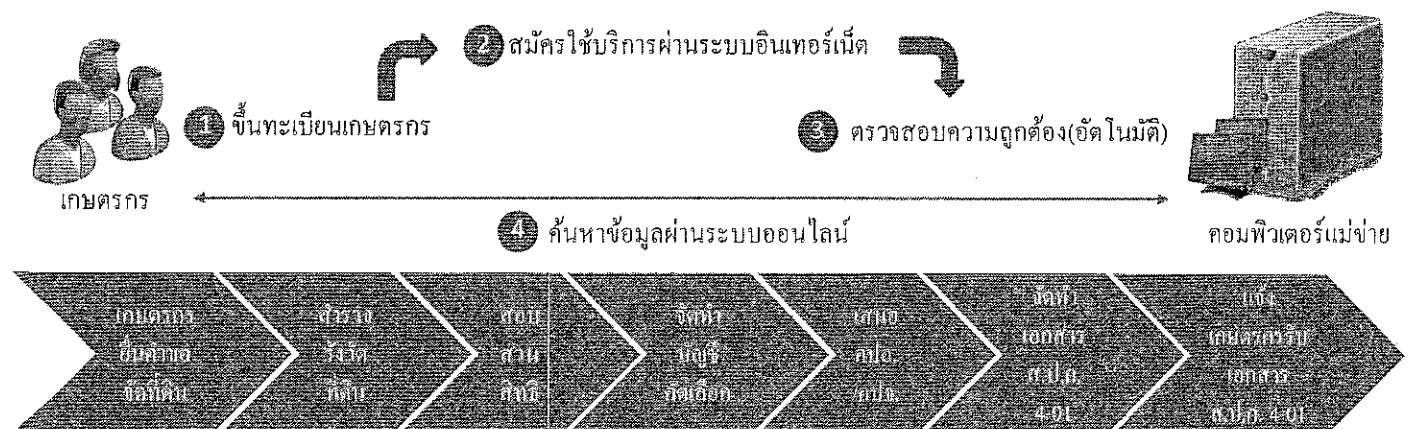 2 สมัครใช้บริการผ่านระบบอินเทอร์เน็ต
1 ขึ้นทะเบียนเกษตรกร
3 ตรวจสอบความถูกต้อง(อัตโนมัติ)
เกษตรกร
4 ค้นหาข้อมูลผ่านระบบออนไลน์
คอมพิวเตอร์แม่ข่าย
เกษตรกร
ยื่นคำขอ
จัดที่ดิน
สำรวจ
รังวัด
ที่ดิน
สอบ
สวน
สิทธิ
จัดทำ
บัญชี
คัดเลือก
เสนอ
คปอ.
คปจ.
จัดทำ
เอกสาร
ส.ป.ก.
4-01
แจ้ง
เกษตรกรรับ
เอกสาร
ส.ป.ก. 4-01